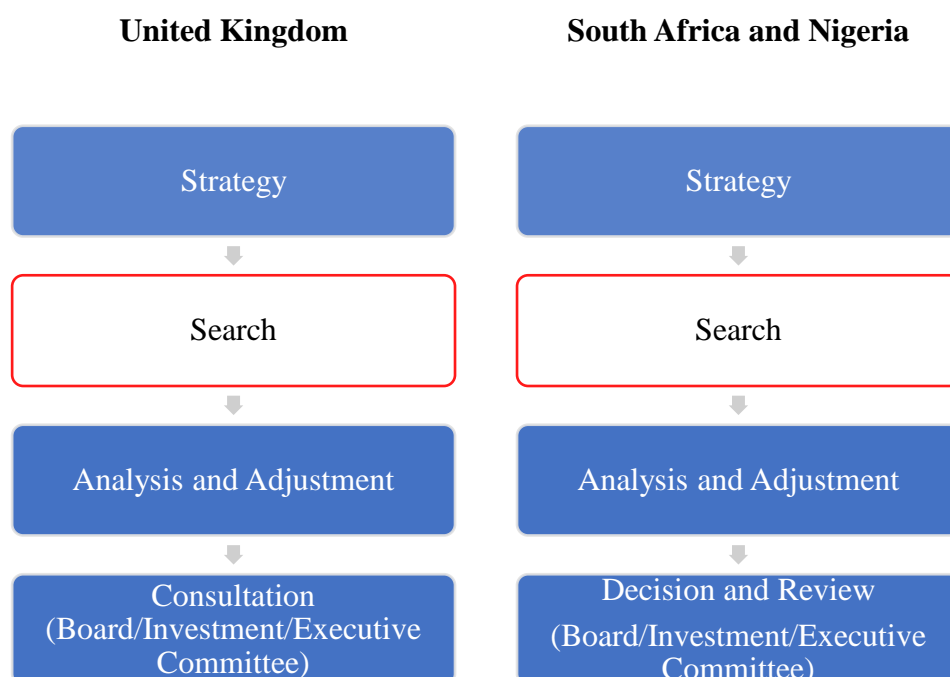 United Kingdom
South Africa and Nigeria
Strategy
Strategy
Search
Search
Analysis and Adjustment
Analysis and Adjustment
Consultation
(Board/Investment/Executive
Committee)
Decision and Review
(Board/Investment/Executive
Committee)